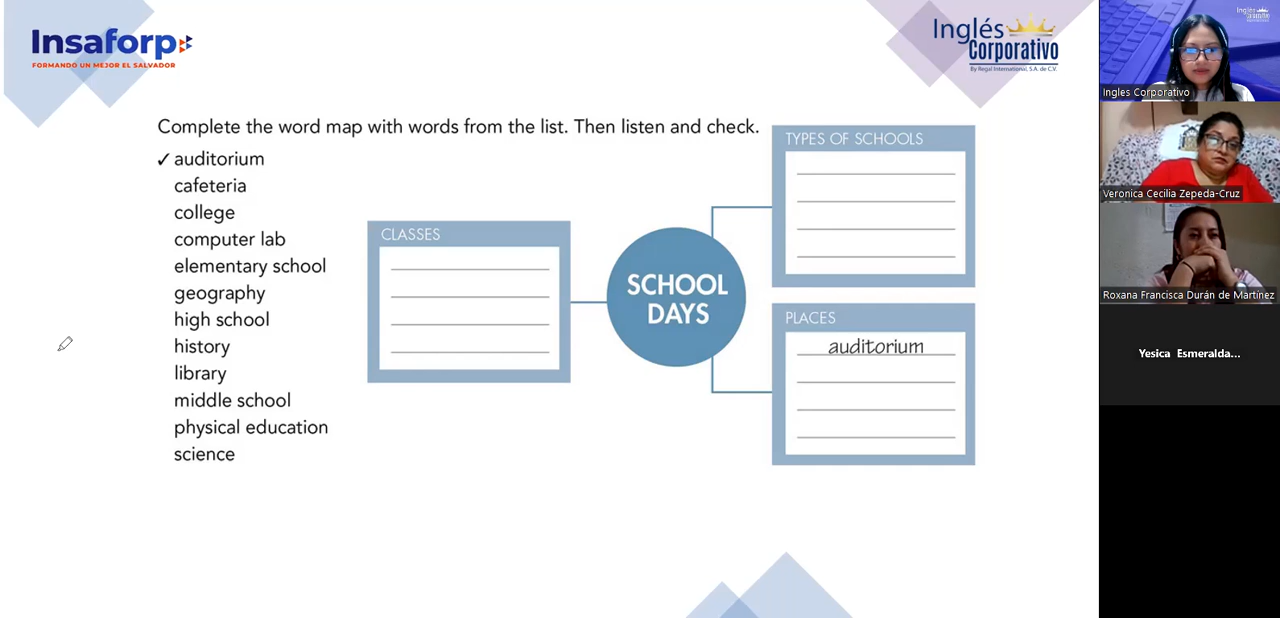 Insaforp
FORMANDO UN MEJOR EL SALVADOR
Inglés
Corporativo
By Regal International, S.A. de C.V.
Complete the word map with words from the list. Then listen and check.
✓ auditorium
cafeteria
college
computer lab
elementary school
geography
high school
history
library
middle school
physical education
science
CLASSES
SCHOOL
DAYS
TYPES OF SCHOOLS
PLACES
auditorium
Inglés
Ingles Corporativo
Veronica Cecilia Zepeda-Cruz
Roxana Francisca Durán de Martínez
Yesica Esmeralda...